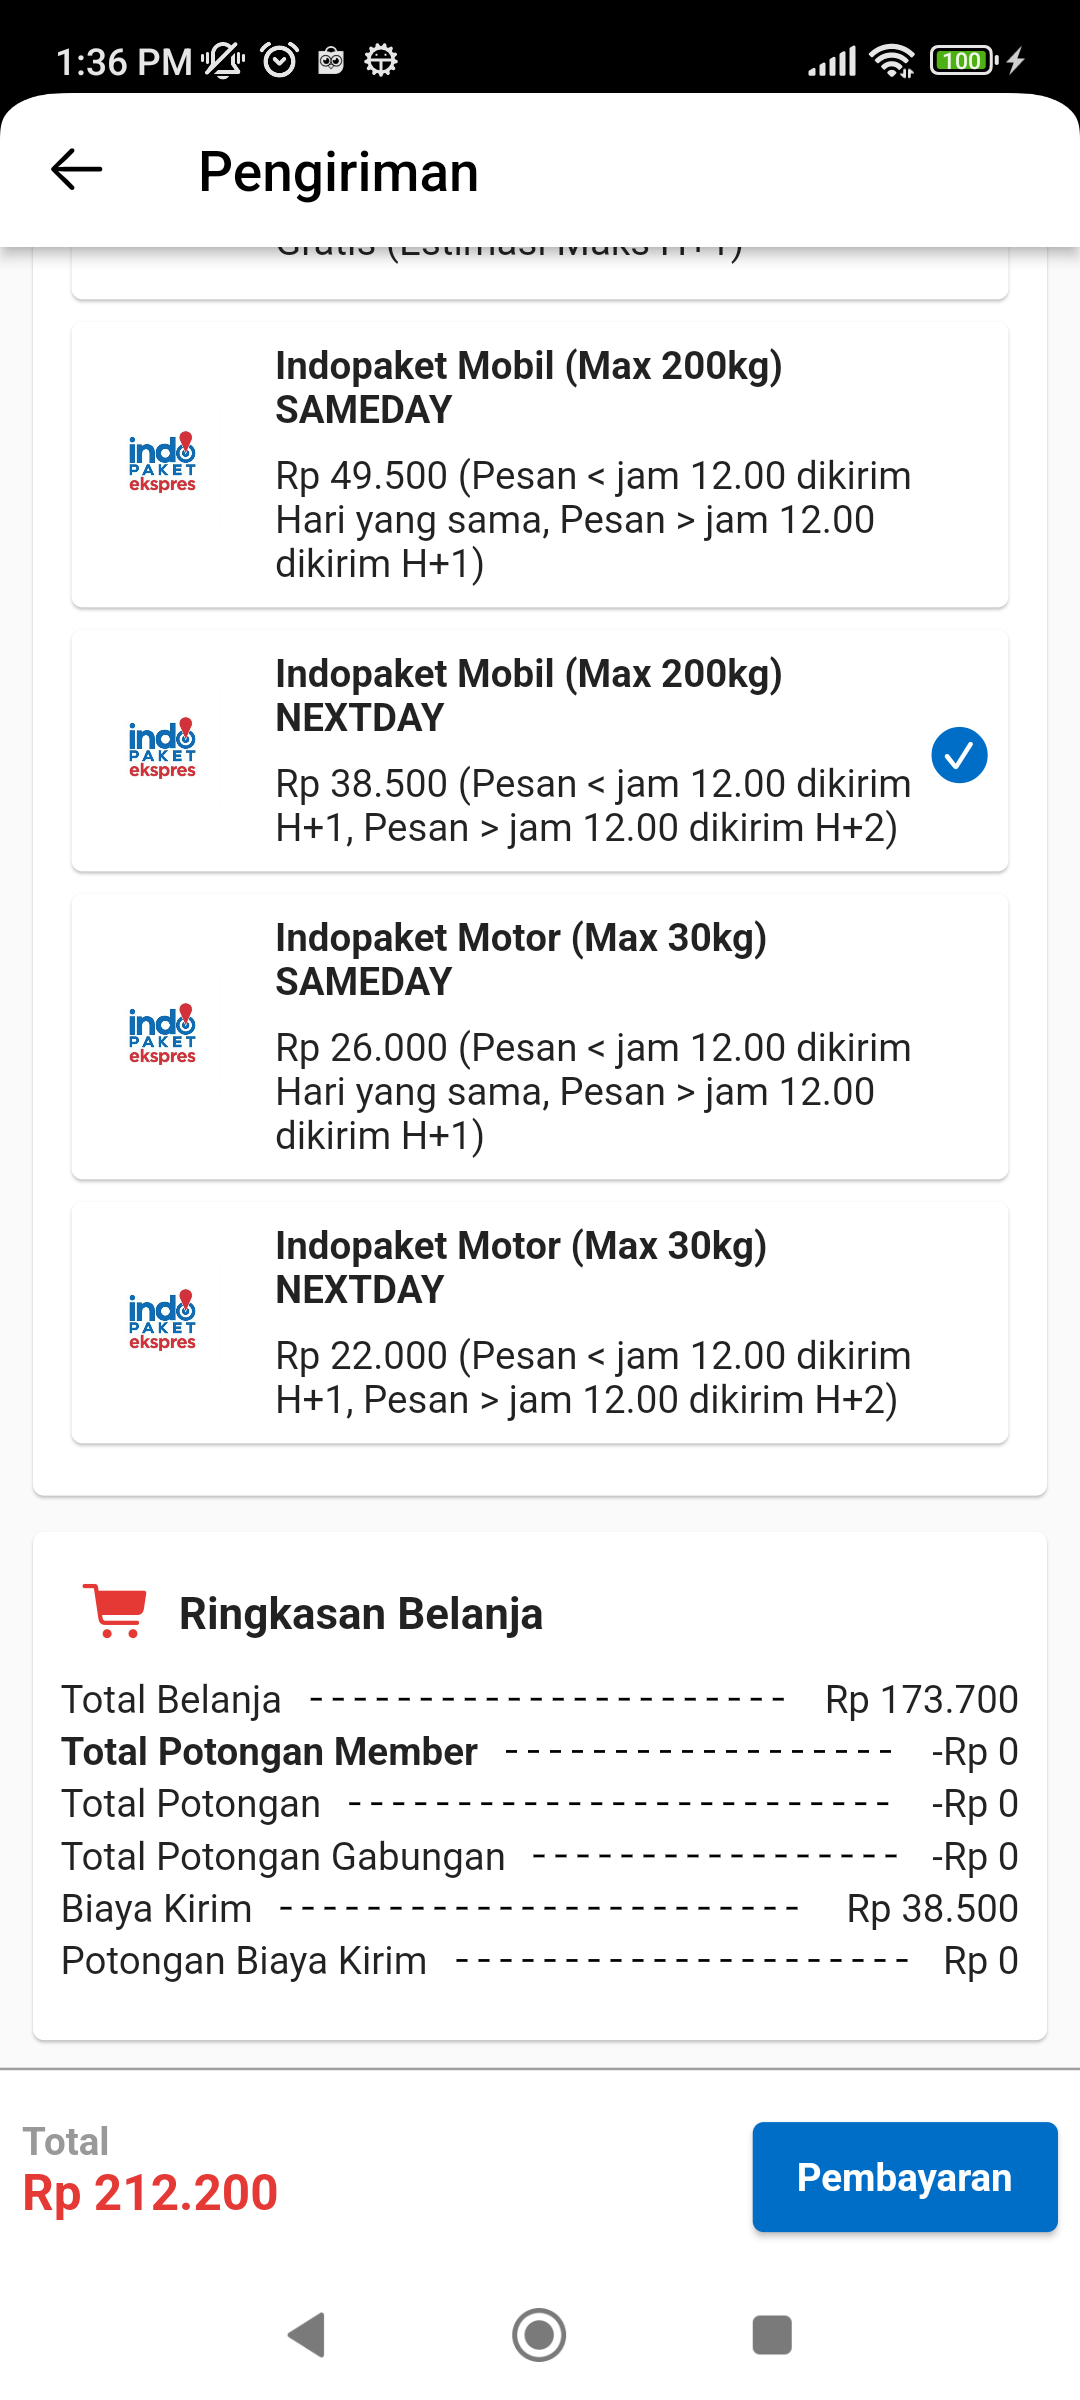 1:36 PM
100
Pengiriman
Gratis (Estimasi Maks H+1)
Indopaket Mobil (Max 200kg)
SAMEDAY
indo
PAKET
ekspres
Rp 49.500 (Pesan < jam 12.00 dikirim
Hari yang sama, Pesan > jam 12.00
dikirim H+1)
Indopaket Mobil (Max 200kg)
NEXTDAY
indo
PAKET
ekspres
Rp 38.500 (Pesan < jam 12.00 dikirim
H+1, Pesan > jam 12.00 dikirim H+2)
Indopaket Motor (Max 30kg)
SAMEDAY
indo
PAKET
ekspres
Rp 26.000 (Pesan < jam 12.00 dikirim
Hari yang sama, Pesan > jam 12.00
dikirim H+1)
Indopaket Motor (Max 30kg)
NEXTDAY
indo
PAKET
ekspres
Rp 22.000 (Pesan < jam 12.00 dikirim
H+1, Pesan > jam 12.00 dikirim H+2)
Ringkasan Belanja
Total Belanja ---------------------- Rp 173.700
Total Potongan Member ------------------ -Rp 0
Total Potongan ------------------------- -Rp 0
Total Potongan Gabungan ----------------- -Rp 0
Biaya Kirim ------------------------ Rp 38.500
Potongan Biaya Kirim --------------------- Rp 0
Total
Rp 212.200
Pembayaran